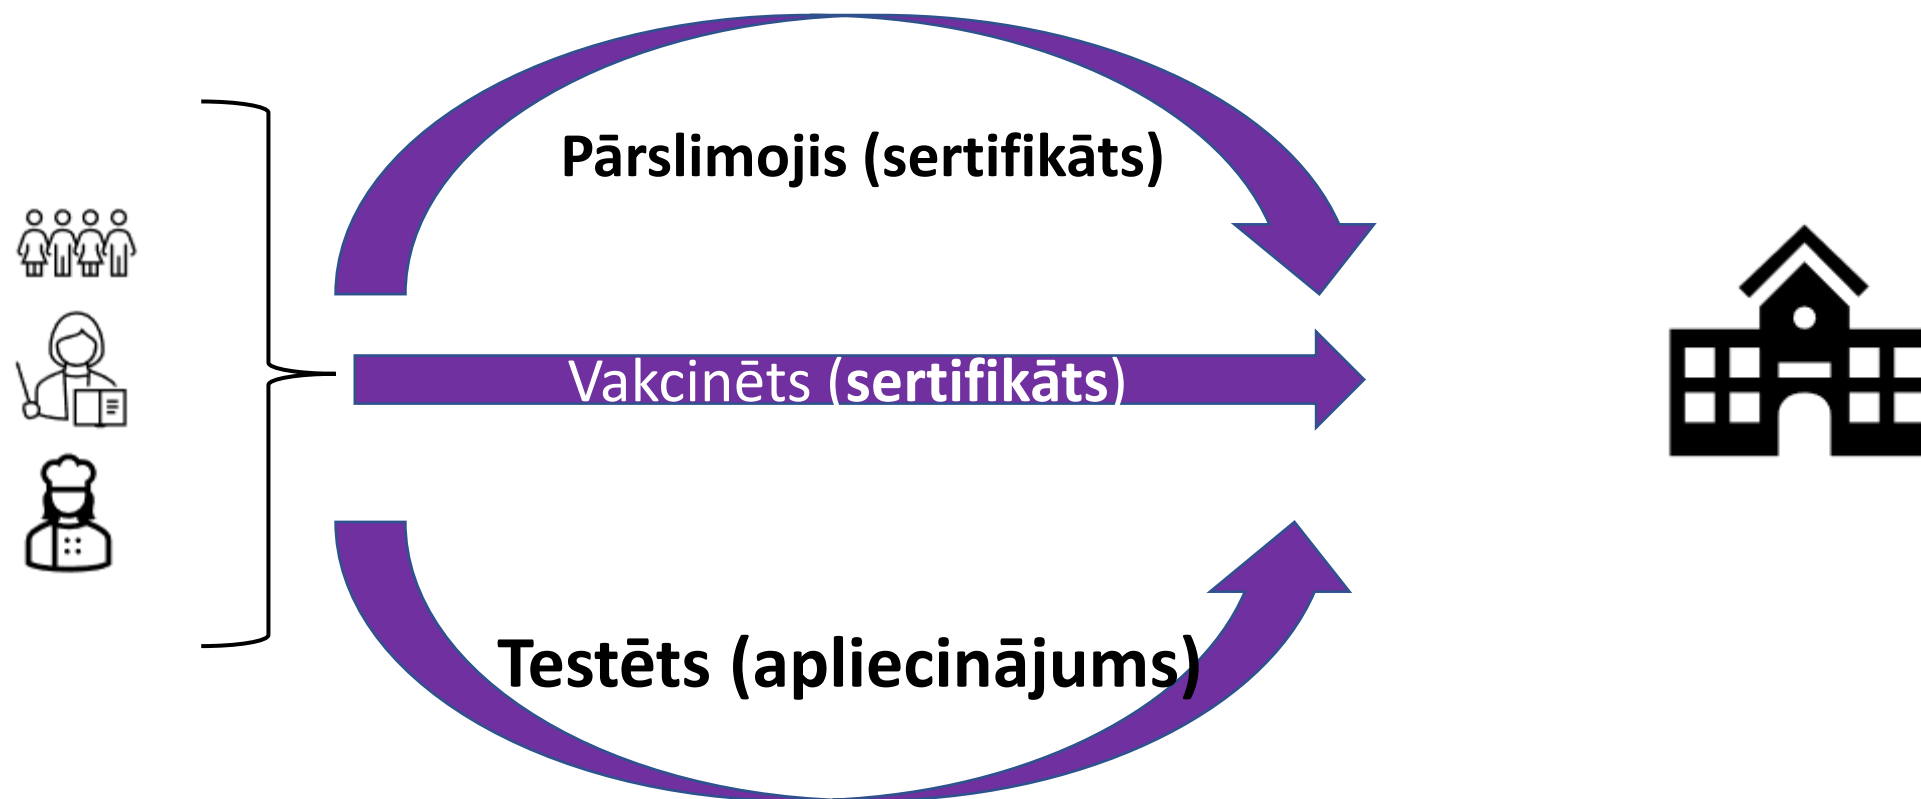 Pārslimojis (sertifikāts)
Vakcinēts (sertifikāts)
Testēts (apliecinājums)